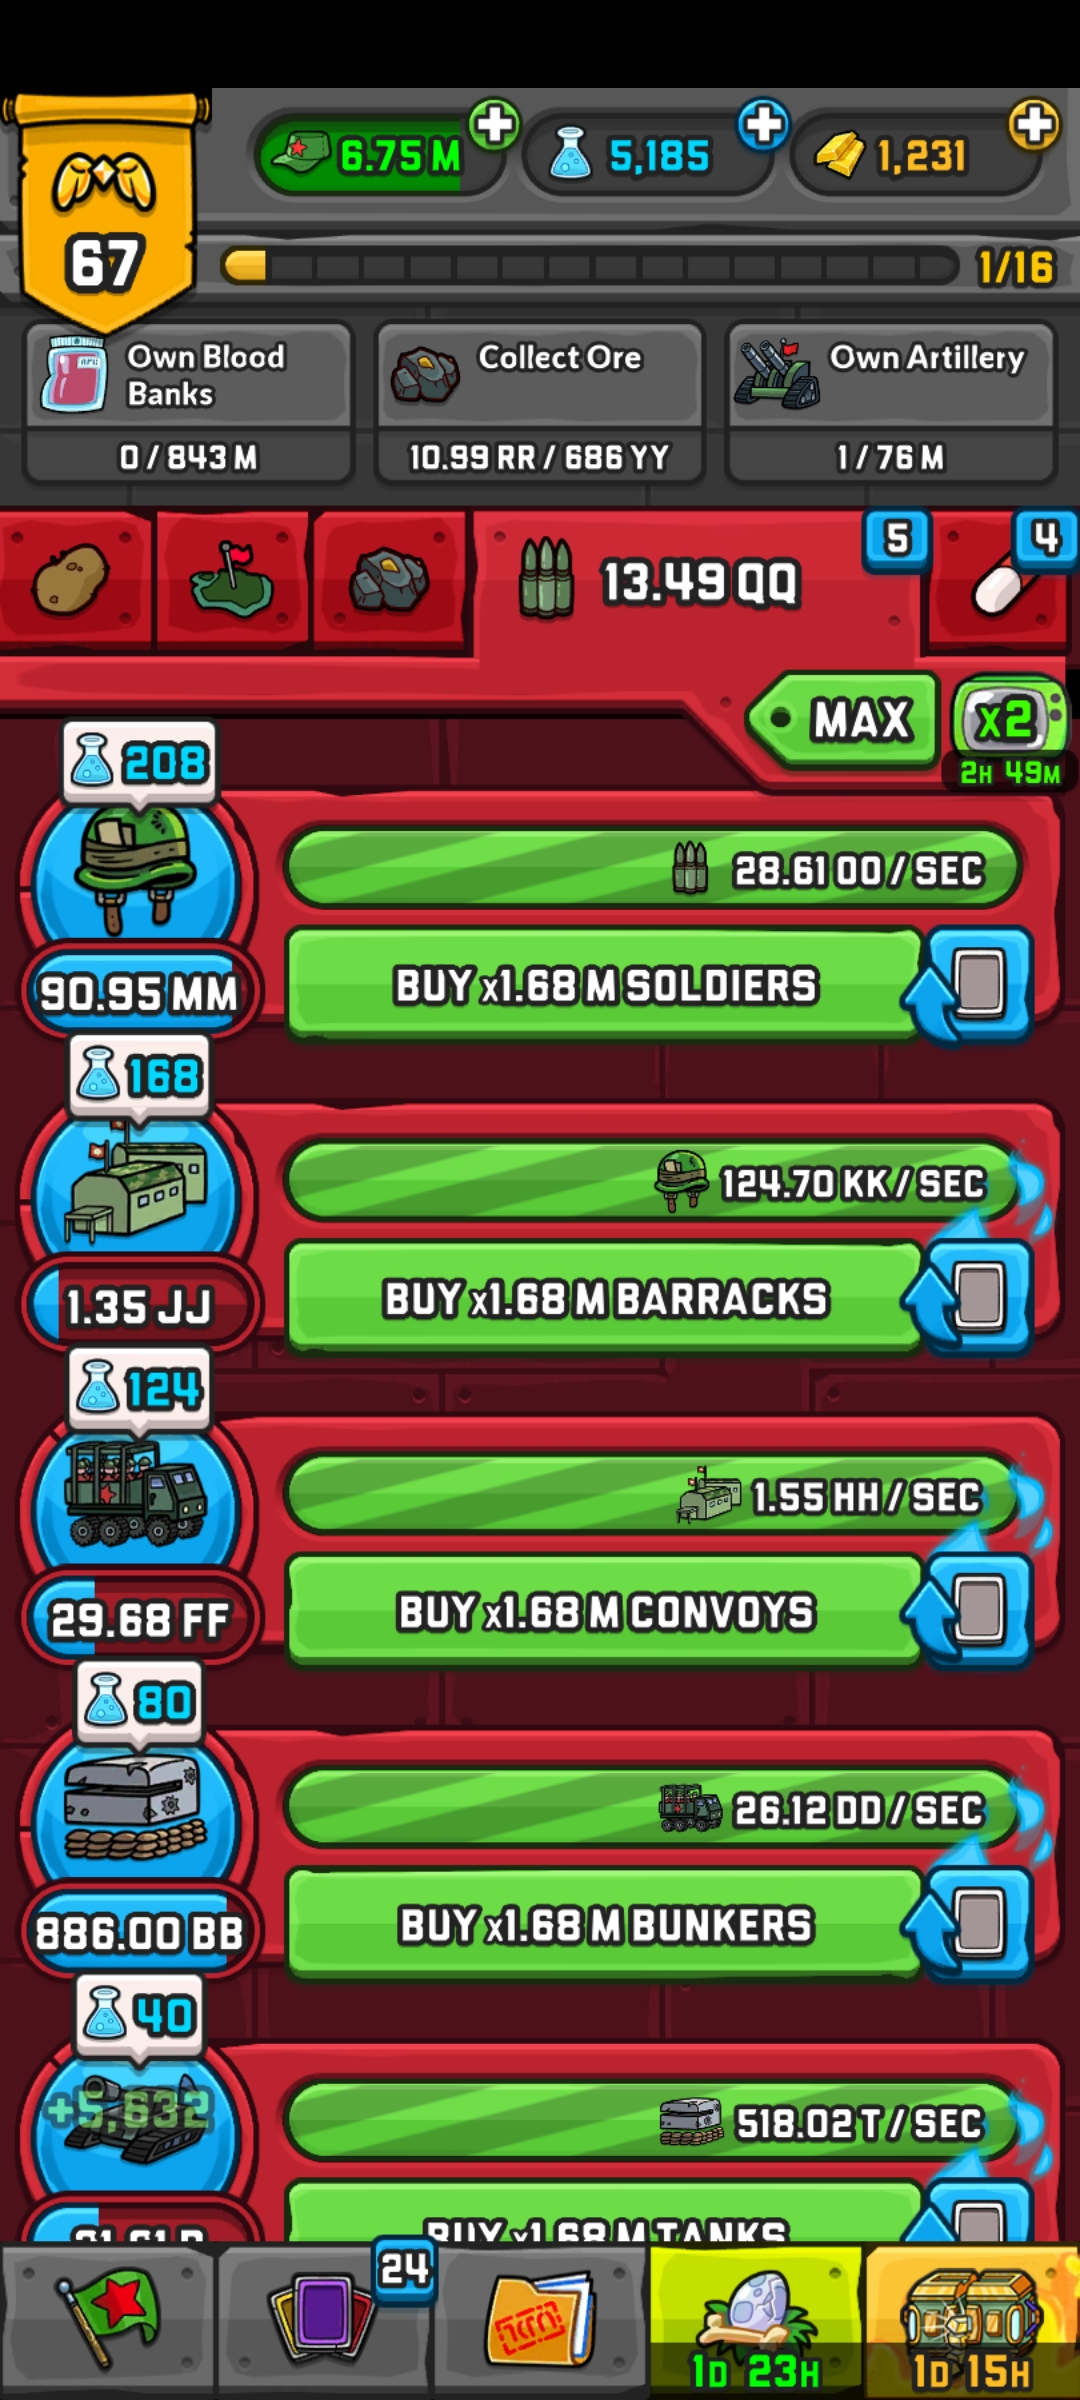 6.75 M
5,185
1,231
67
1/16
Own Blood
Banks
0 / 843 M
Collect Ore
10.99 RR / 686 YY
Own Artillery
1 / 76 M
13.49 QQ
5
4
MAX
x2
2H 49M
208
28.61 OO / SEC
90.95 MM
BUY x1.68 M SOLDIERS
168
124.70 KK / SEC
1.35 JJ
BUY x1.68 M BARRACKS
124
1.55 HH / SEC
29.68 FF
BUY x1.68 M CONVOYS
80
26.12 DD / SEC
886.00 BB
BUY x1.68 M BUNKERS
40
+5,632
518.02 T / SEC
BUY x1.68 M TANKS
24
1D 23H
1D 15H